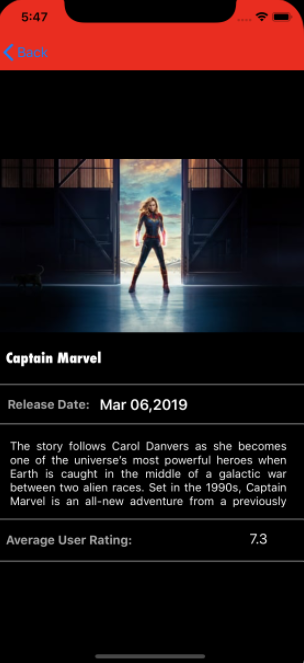 5:47
Back
Captain Marvel
Release Date: Mar 06,2019
The story follows Carol Danvers as she becomes
one of the universe's most powerful heroes when
Earth is caught in the middle of a galactic war
between two alien races. Set in the 1990s, Captain
Marvel is an all-new adventure from a previously
Average User Rating: 7.3